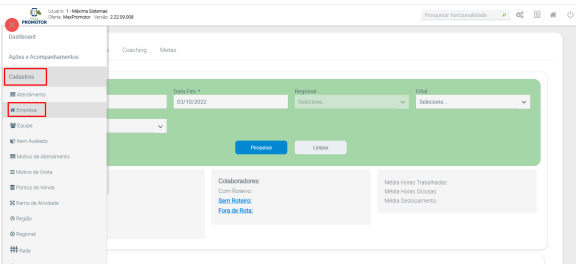 PROMOTOR
Usuário: 1 - Máxima Sistemas
Oferta: MaxPromotor Versão: 2.22.09.008
Pesquisar funcionalidade
Dashboard
Ações e Acompanhamentos
Coaching
Metas
Cadastros
Atendimento
Empresa
Equipe
Item Avaliado
Motivo de Atendimento
Motivo de Visita
Pontos de Venda
Ramo de Atividade
Região
Regional
Rede
Data Fim *
03/10/2022
Regional
Selecione...
Filial
Selecione...
Pesquisar
Limpar
Colaboradores:
Com Roteiro:
Sem Roteiro:
Fora de Rota:
Média Horas Trabalhadas:
Média Horas Ociosas:
Média Deslocamento: